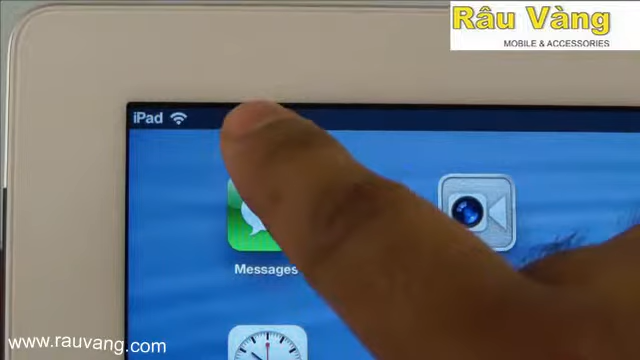 Râu Vàng
MOBILE & ACCESSORIES
iPad
Messages
www.rauvang.com